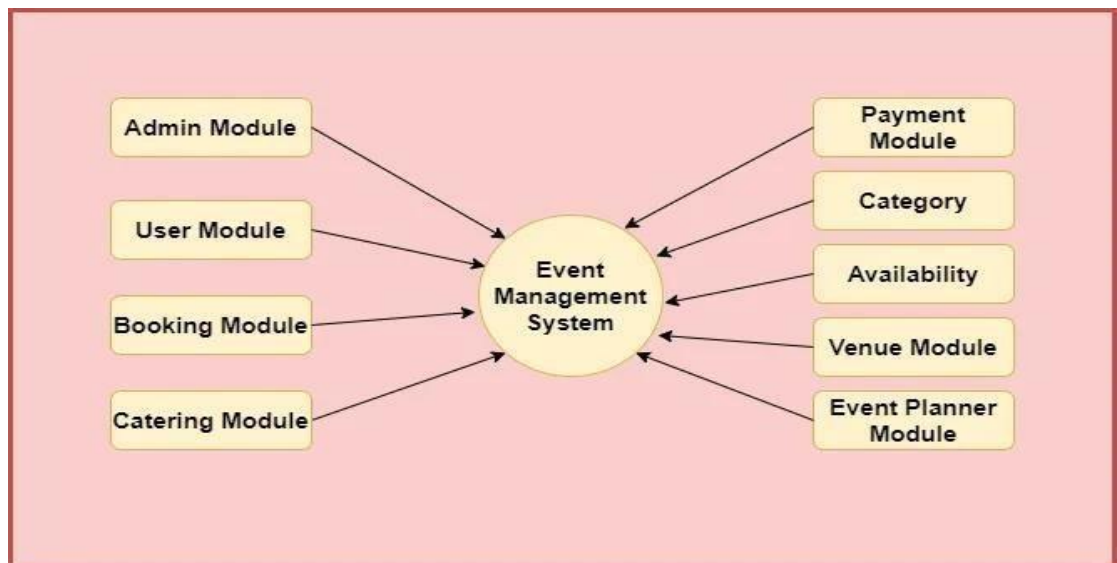 Admin Module
User Module
Booking Module
Catering Module
Event
Management
System
Payment
Module
Category
Availability
Venue Module
Event Planner
Module